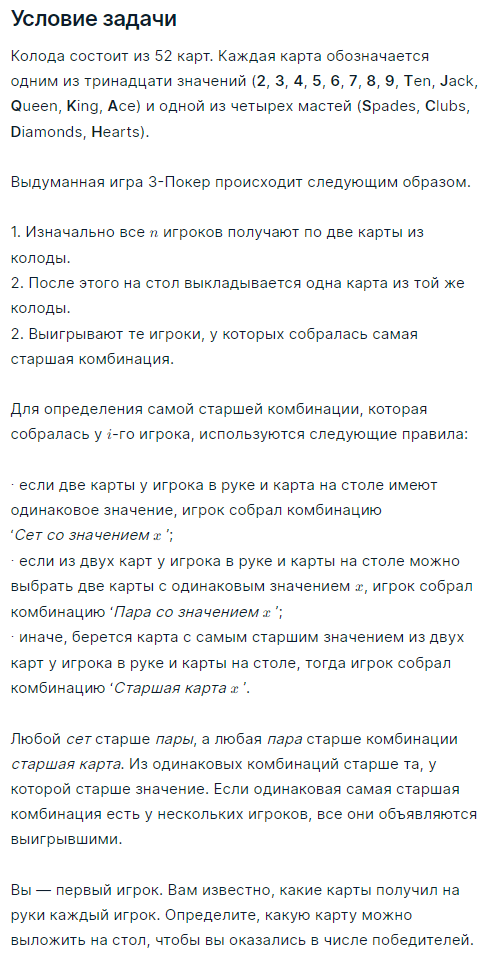 Условие задачи
Колода состоит из 52 карт. Каждая карта обозначается
одним из тринадцати значений (2, 3, 4, 5, 6, 7, 8, 9, Ten, Jack,
Queen, King, Ace) и одной из четырех мастей (Spades, Clubs,
Diamonds, Hearts).
Выдуманная игра 3-Покер происходит следующим образом.
1. Изначально все n игроков получают по две карты из
колоды.
2. После этого на стол выкладывается одна карта из той же
колоды.
2. Выигрывают те игроки, у которых собралась самая
старшая комбинация.
Для определения самой старшей комбинации, которая
собралась у i-го игрока, используются следующие правила:
· если две карты у игрока в руке и карта на столе имеют
одинаковое значение, игрок собрал комбинацию
‘Сет со значением x ’;
· если из двух карт у игрока в руке и карты на столе можно
выбрать две карты с одинаковым значением x, игрок собрал
комбинацию ‘Пара со значением x ’;
· иначе, берется карта с самым старшим значением из двух
карт у игрока в руке и карты на столе, тогда игрок собрал
комбинацию ‘Старшая карта x ’.
Любой сет старше пары, а любая пара старше комбинации
старшая карта. Из одинаковых комбинаций старше та, у
которой старше значение. Если одинаковая самая старшая
комбинация есть у нескольких игроков, все они объявляются
выигрывшими.
Вы — первый игрок. Вам известно, какие карты получил на
руки каждый игрок. Определите, какую карту можно
выложить на стол, чтобы вы оказались в числе победителей.